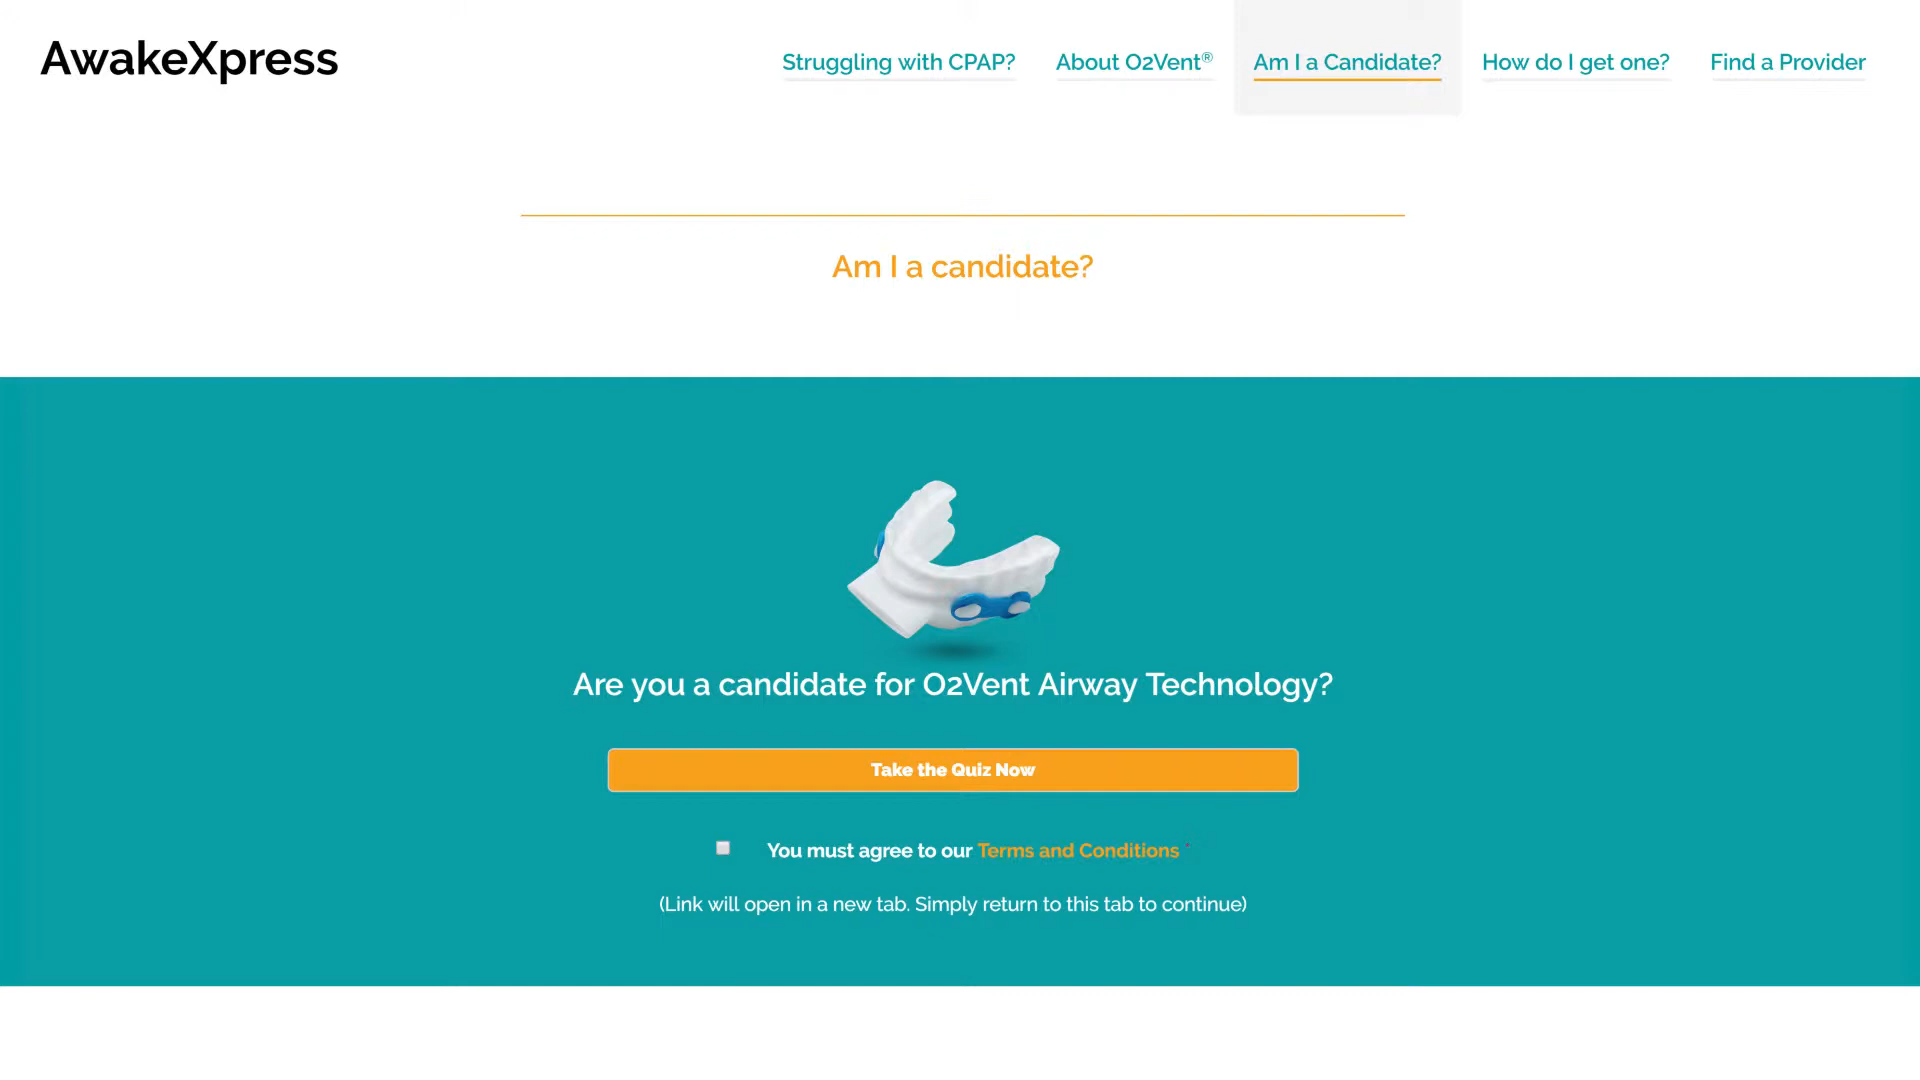 AwakeXpress
Struggling with CPAP?
About O2Vent®
Am I a Candidate?
How do I get one?
Find a Provider
Am I a candidate?
Are you a candidate for O2Vent Airway Technology?
Take the Quiz Now
You must agree to our Terms and Conditions *
(Link will open in a new tab. Simply return to this tab to continue)